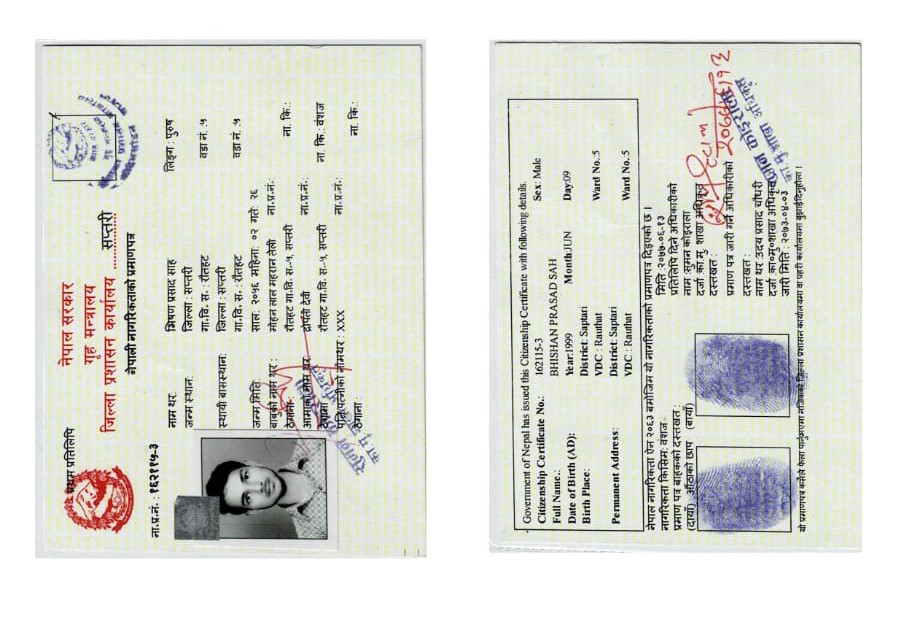 प्रथम प्रतिलिपि
नेपाल सरकार
गृह मन्त्रालय
जिल्ला प्रशासन कार्यालय ......सप्तरी
नेपाली नागरिकताको प्रमाणपत्र
ना.प्र.नं. : १६२११५-३
नाम थर: भिषण प्रसाद साह लिङ्ग : पुरुष
जन्म स्थान: जिल्ला : सप्तरी
गा.वि. स. : रौतहट वडा नं. :५
स्थायी बासस्थान: जिल्ला : सप्तरी
गा.वि. स. : रौतहट वडा नं. :५
जन्म मिति: साल: २०५६ महिना: ०२ गते: २६
बाबुको नाम थर : मोहन लाल महरान तेली ना.प्र.नं.:
ठेगाना: रौतहट गा.वि. स.-५, सप्तरी ना. कि.:
आमाको नाम थर: द्रोपती देवी ना.प्र.नं.:
ठेगाना रौतहट गा.वि. स.-५, सप्तरी ना. कि.: वंशज
पति/पत्नीको नामथर : XXX ना.प्र.नं.:
ठेगाना : ना. कि.:
सुमन कोइराला
का.मु. शाखा अधिकृत
Government of Nepal has issued this Citizenship Certificate with following details.
Citizenship Certificate No.: 162115-3 Sex: Male
Full Name.: BHISHAN PRASAD SAH
Date of Birth (AD): Year:1999 Month:JUN Day:09
Birth Place: District: Saptari
VDC : Rauthat Ward No.:5
Permanent Address: District: Saptari
VDC : Rauthat Ward No.:5
नेपाल नागरिकता ऐन २०६३ बमोजिम यो नागरिकताको प्रमाणपत्र दिइएको छ ।
नागरिकता किसिम: वंशज मिति :२०७७-०६-१३
प्रमाण पत्र बाहकको दस्तखत : प्रतिलिपि दिने अधिकारीको
(दायाँ) औंठाको छाप (बायाँ) नाम :सुमन कोइराला
दर्जा :का.मु. शाखा अधिकृत
दस्तखत :
प्रमाण पत्र जारी गर्ने अधिकारीको
दस्तखत :
नाम थर :उदय प्रसाद चौधरी
दर्जा :का०मु०शाखा अधिकृत
जारी मिति : २०७३-०४-०३
सुमन कोइराला
का.मु. शाखा अधिकृत
यो प्रमाणपत्र कसैले फेला पार्नुभएमा नजिकको जिल्ला प्रशासन कार्यालयमा वा प्रहरी कार्यालयमा बुझाईदिनुहोला ।